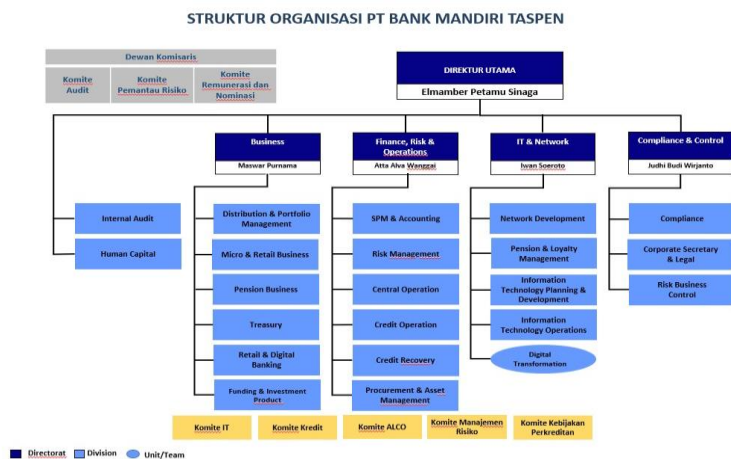 STRUKTUR ORGANISASI PT BANK MANDIRI TASPEN
Dewan Komisaris
Komite
Audit
Komite
Pemantau Risiko
Komite
Remunerasi dan
Nominasi
DIREKTUR UTAMA
Elmamber Petamu Sinaga
Business
Maswar Purnama
Finance, Risk &
Operations
Atta Alva Wanggai
IT & Network
Iwan Soeroto
Compliance & Control
Judhi Budi Wirjanto
Internal Audit
Human Capital
Distribution & Portfolio
Management
Micro & Retail Business
Pension Business
Treasury
Retail & Digital
Banking
Funding & Investment
Product
SPM & Accounting
Risk Management
Central Operation
Credit Operation
Credit Recovery
Procurement & Asset
Management
Network Development
Pension & Loyalty
Management
Information
Technology Planning &
Development
Information
Technology Operations
Digital
Transformation
Compliance
Corporate Secretary
& Legal
Risk Business
Control
Komite IT
Komite Kredit
Komite ALCO
Komite Manajemen
Risiko
Komite Kebijakan
Perkreditan
Directorat
Division
Unit/Team